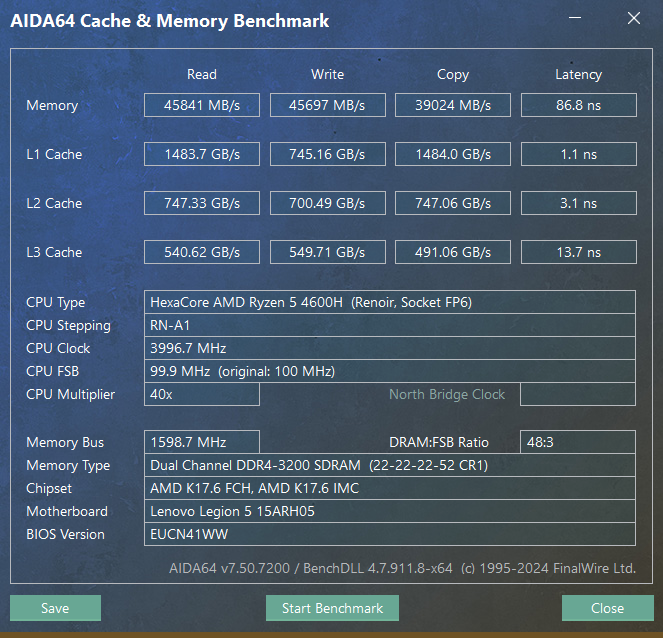 AIDA64 Cache & Memory Benchmark
Read Write Copy Latency
Memory 45841 MB/s 45697 MB/s 39024 MB/s 86.8 ns
L1 Cache 1483.7 GB/s 745.16 GB/s 1484.0 GB/s 1.1 ns
L2 Cache 747.33 GB/s 700.49 GB/s 747.06 GB/s 3.1 ns
L3 Cache 540.62 GB/s 549.71 GB/s 491.06 GB/s 13.7 ns
CPU Type HexaCore AMD Ryzen 5 4600H (Renoir, Socket FP6)
CPU Stepping RN-A1
CPU Clock 3996.7 MHz
CPU FSB 99.9 MHz (original: 100 MHz)
CPU Multiplier 40x North Bridge Clock
Memory Bus 1598.7 MHz DRAM:FSB Ratio 48:3
Memory Type Dual Channel DDR4-3200 SDRAM (22-22-22-52 CR1)
Chipset AMD K17.6 FCH, AMD K17.6 IMC
Motherboard Lenovo Legion 5 15ARH05
BIOS Version EUCN41WW
AIDA64 v7.50.7200 / BenchDLL 4.7.911.8-x64 (c) 1995-2024 FinalWire Ltd.
Save Start Benchmark Close